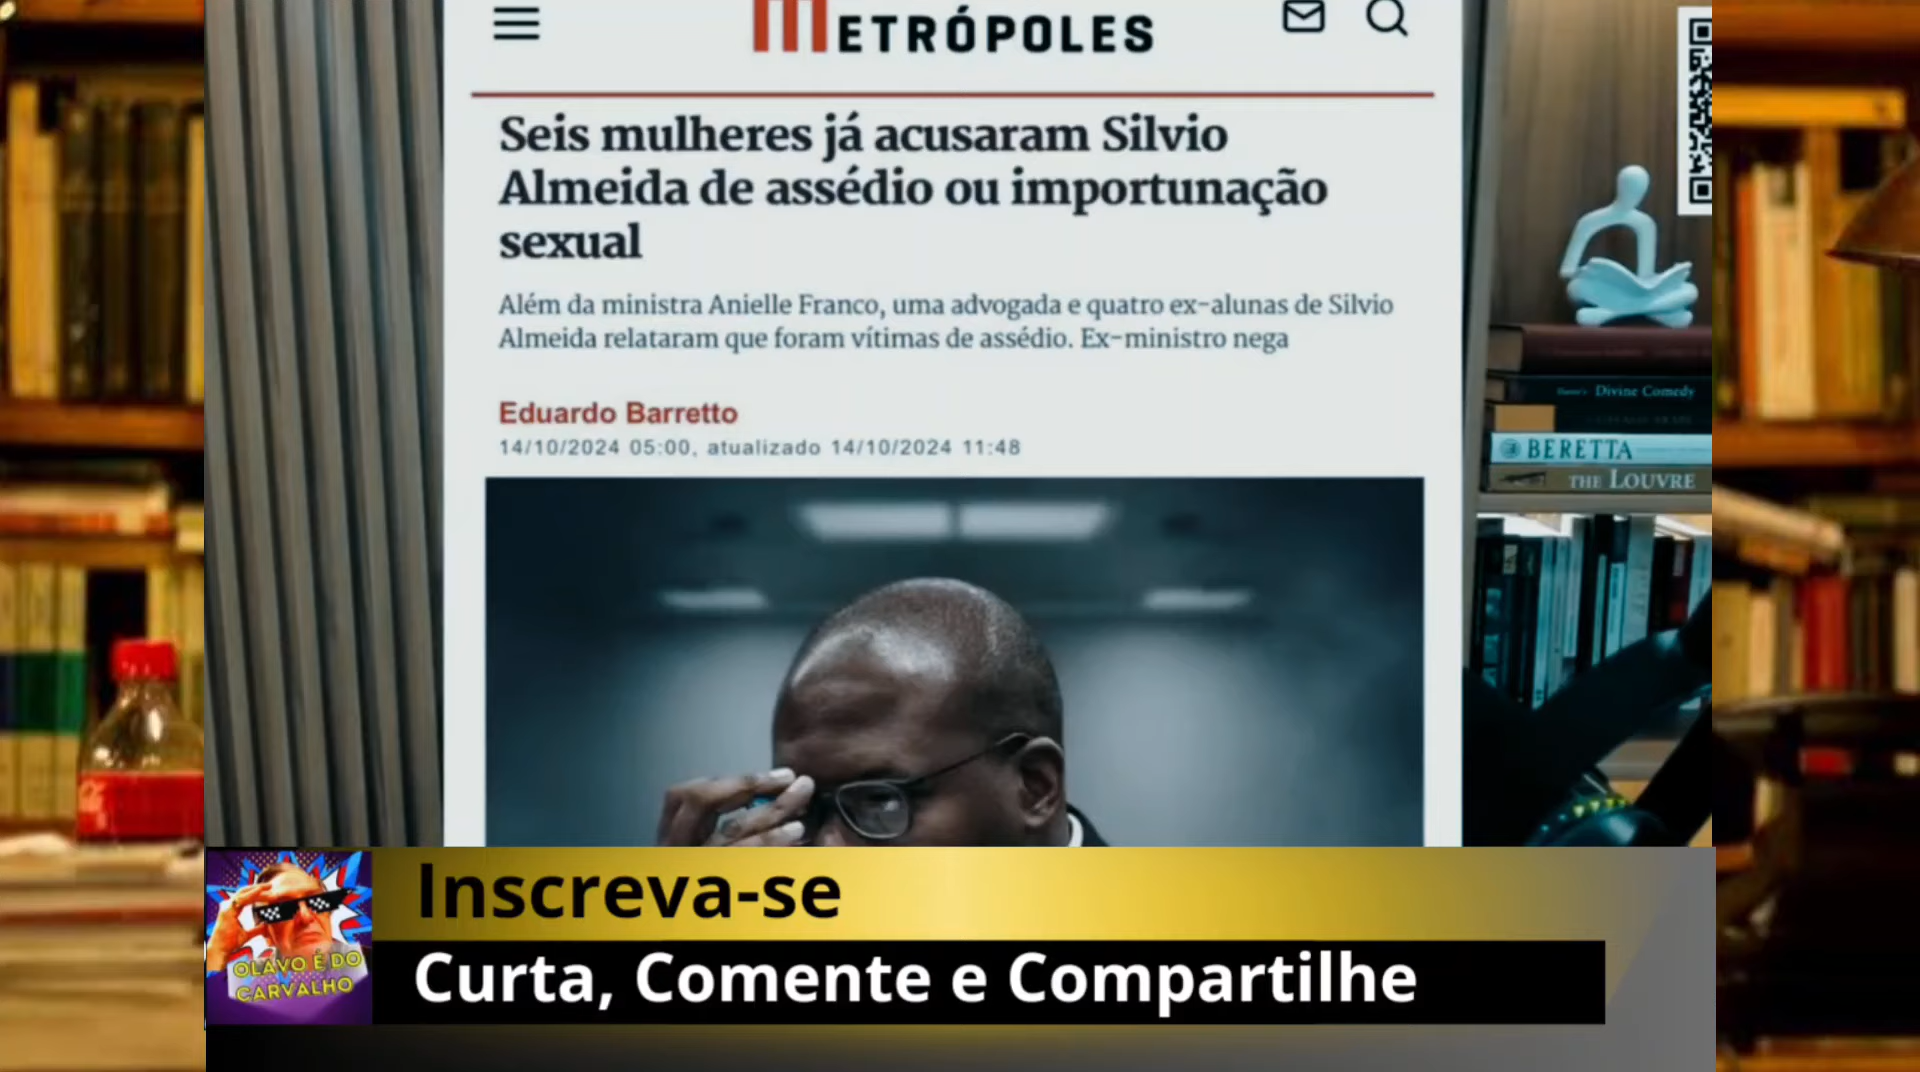 METRÓPOLES
Seis mulheres já acusaram Silvio
Almeida de assédio ou importunação
sexual
Além da ministra Anielle Franco, uma advogada e quatro ex-alunas de Silvio
Almeida relataram que foram vítimas de assédio. Ex-ministro nega
Eduardo Barretto
14/10/2024 05:00, atualizado 14/10/2024 11:48
Divine Comedy
BERETTA
THE LOUVRE
Inscreva-se
Curta, Comente e Compartilhe
OLAVO É DO
CARVALHO